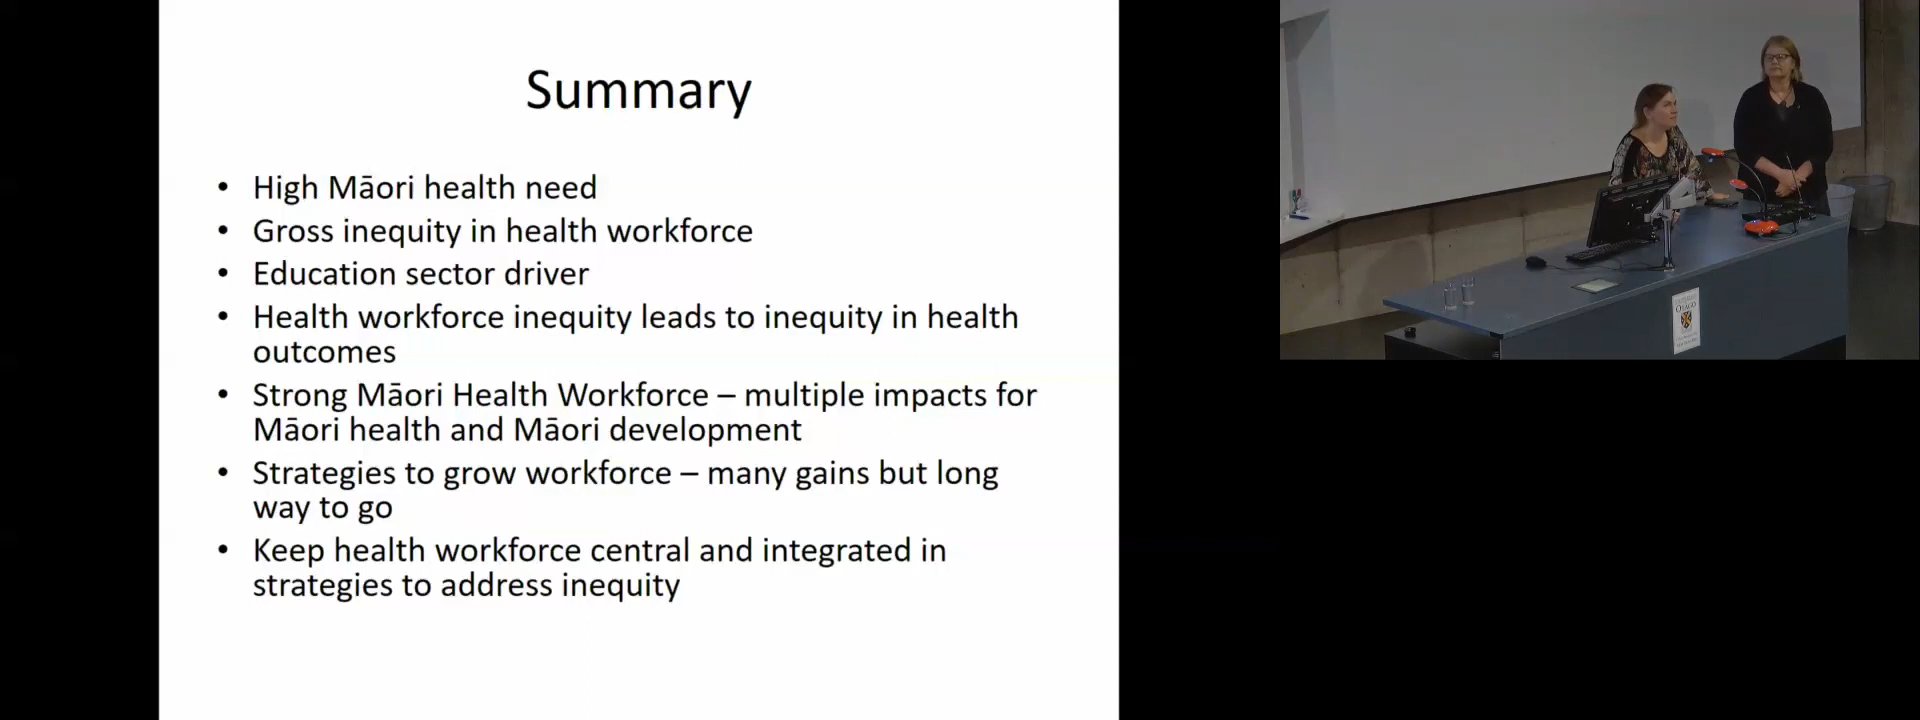 Summary
• High Māori health need
• Gross inequity in health workforce
• Education sector driver
• Health workforce inequity leads to inequity in health
outcomes
• Strong Māori Health Workforce – multiple impacts for
Māori health and Māori development
• Strategies to grow workforce – many gains but long
way to go
• Keep health workforce central and integrated in
strategies to address inequity
OTAGO